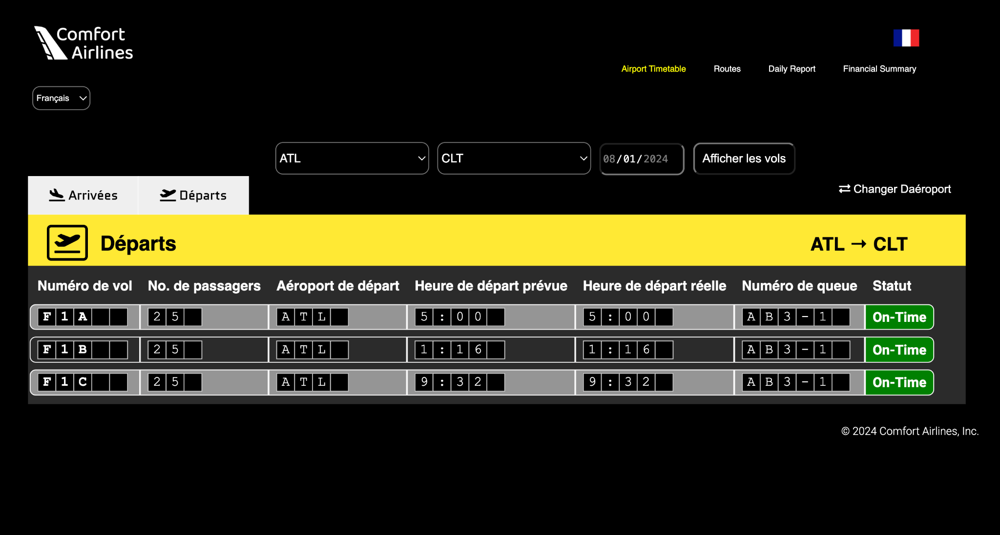 Comfort
Airlines
Airport Timetable Routes Daily Report Financial Summary
Français
ATL CLT 08/01/2024 Afficher les vols
Arrivées Départs
Changer Daéroport
Départs ATL → CLT
Numéro de vol No. de passagers Aéroport de départ Heure de départ prévue Heure de départ réelle Numéro de queue Statut
F1A 25 ATL 5:00 5:00 AB3-1 On-Time
F1B 25 ATL 1:16 1:16 AB3-1 On-Time
F1C 25 ATL 9:32 9:32 AB3-1 On-Time
© 2024 Comfort Airlines, Inc.